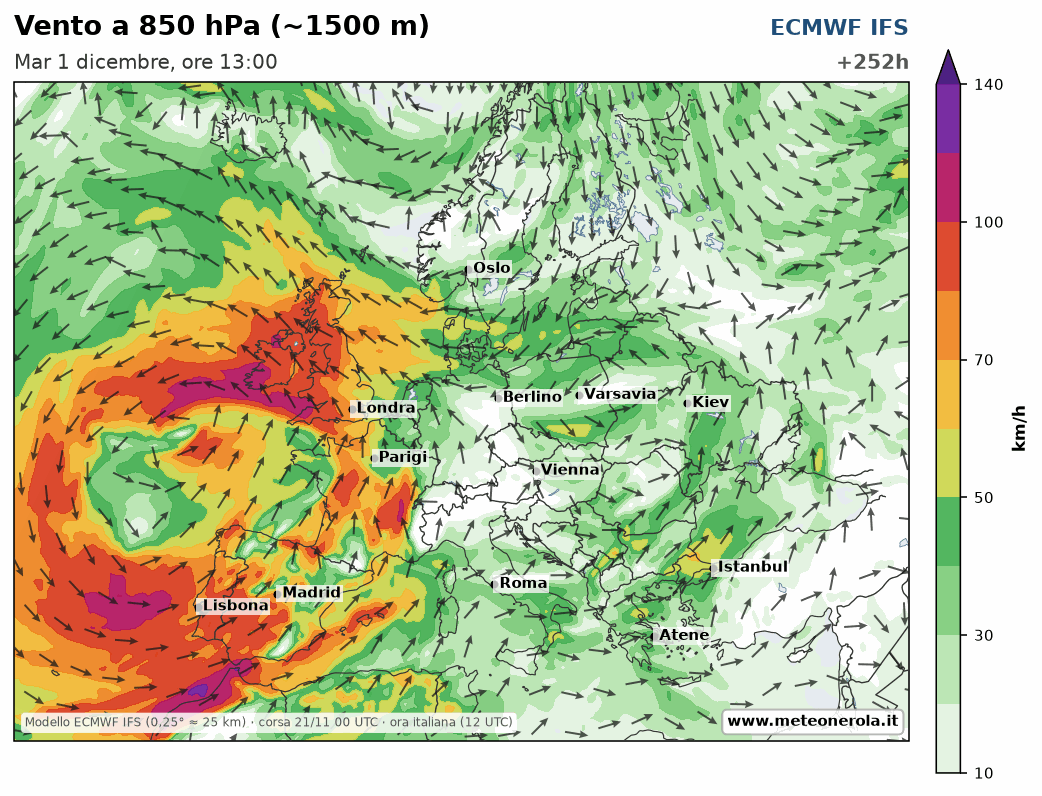 Vento a 850 hPa (~1500 m)
ECMWF IFS
Mar 1 dicembre, ore 13:00
+252h
140
100
70
50
30
10
km/h
Oslo
Londra
Berlino
Varsavia
Kiev
Parigi
Vienna
Istanbul
Roma
Madrid
Lisbona
Atene
Modello ECMWF IFS (0,25° ≈ 25 km) · corsa 21/11 00 UTC · ora italiana (12 UTC)
www.meteonerola.it